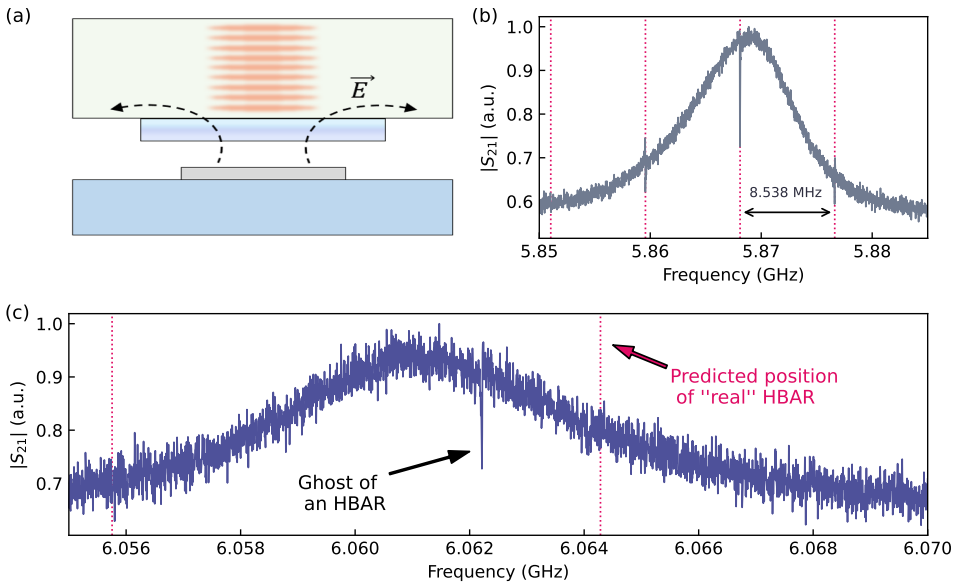 (a)
E
(b)
|S21| (a.u.)
1.0
0.9
0.8
0.7
0.6
8.538 MHz
5.85 5.86 5.87 5.88
Frequency (GHz)
(c)
|S21| (a.u.)
1.0
0.9
0.8
0.7
Predicted position
of ''real'' HBAR
Ghost of
an HBAR
6.056 6.058 6.060 6.062 6.064 6.066 6.068 6.070
Frequency (GHz)